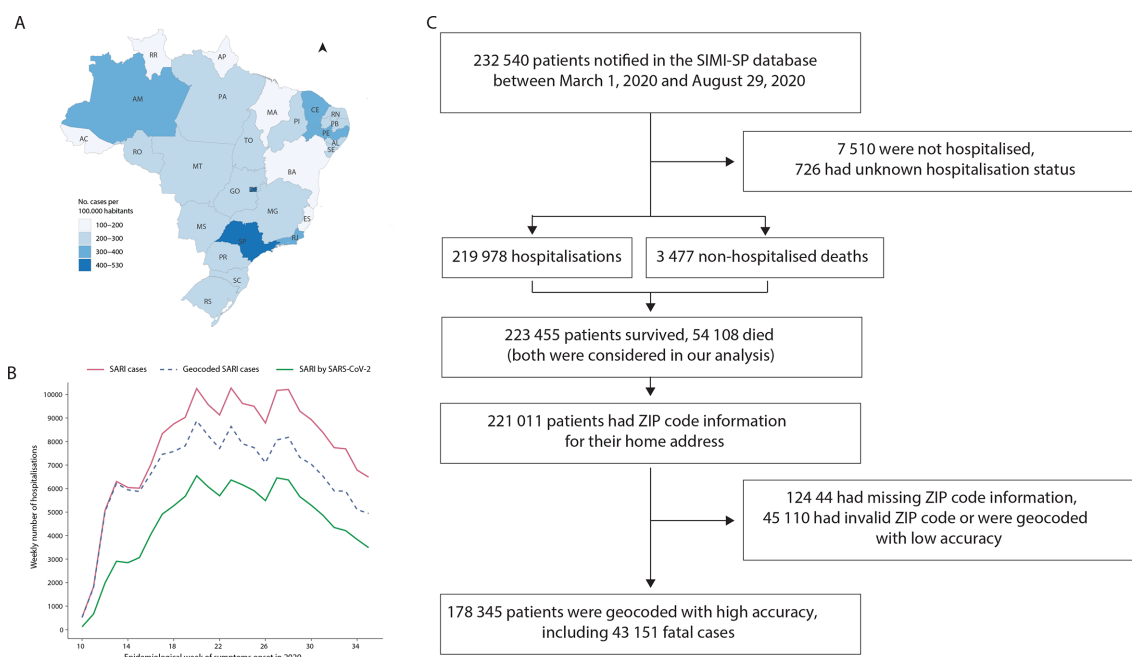 A
RR
AP
AM
PA
MA
CE
RN
PB
PI
PE
AL
SE
AC
RO
TO
MT
BA
GO
MG
ES
MS
SP
RJ
PR
SC
RS
No. cases per
100.000 habitants
100–200
200–300
300–400
400–530
B
SARI cases
Geocoded SARI cases
SARI by SARS-CoV-2
Weekly number of hospitalisations
10000
9000
8000
7000
6000
5000
4000
3000
2000
1000
0
10
14
18
22
26
30
34
Epidemiological week of symptoms onset in 2020
C
232 540 patients notified in the SIMI-SP database
between March 1, 2020 and August 29, 2020
7 510 were not hospitalised,
726 had unknown hospitalisation status
219 978 hospitalisations
3 477 non-hospitalised deaths
223 455 patients survived, 54 108 died
(both were considered in our analysis)
221 011 patients had ZIP code information
for their home address
124 44 had missing ZIP code information,
45 110 had invalid ZIP code or were geocoded
with low accuracy
178 345 patients were geocoded with high accuracy,
including 43 151 fatal cases